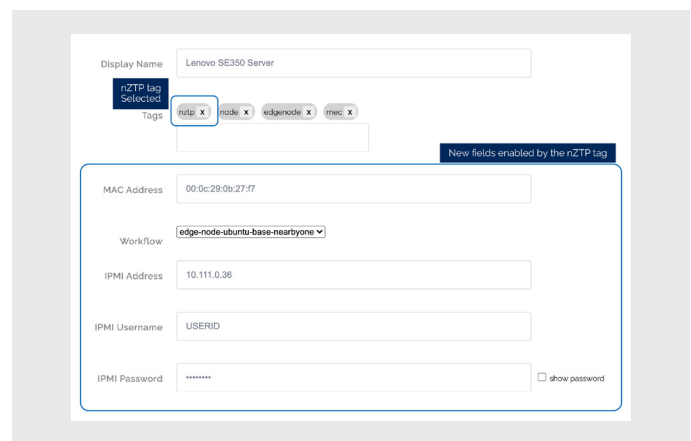 Display Name
Lenovo SE350 Server
nZTP tag
Selected
Tags
nztp x node x edgenode x mec x
New fields enabled by the nZTP tag
MAC Address
00:0c:29:0b:27:f7
Workflow
edge-node-ubuntu-base-nearbyone
IPMI Address
10.111.0.36
IPMI Username
USERID
IPMI Password
••••••••
show password